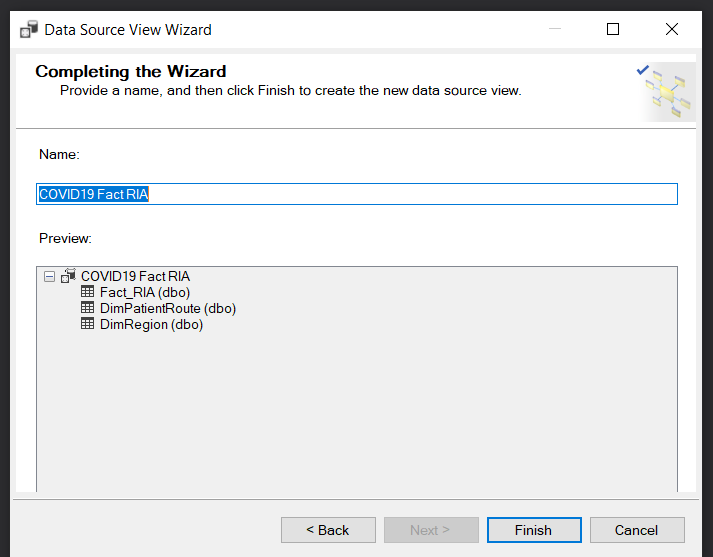 Data Source View Wizard
Completing the Wizard
Provide a name, and then click Finish to create the new data source view.
Name:
COVID19 Fact RIA
Preview:
COVID19 Fact RIA
Fact_RIA (dbo)
DimPatientRoute (dbo)
DimRegion (dbo)
< Back
Next >
Finish
Cancel